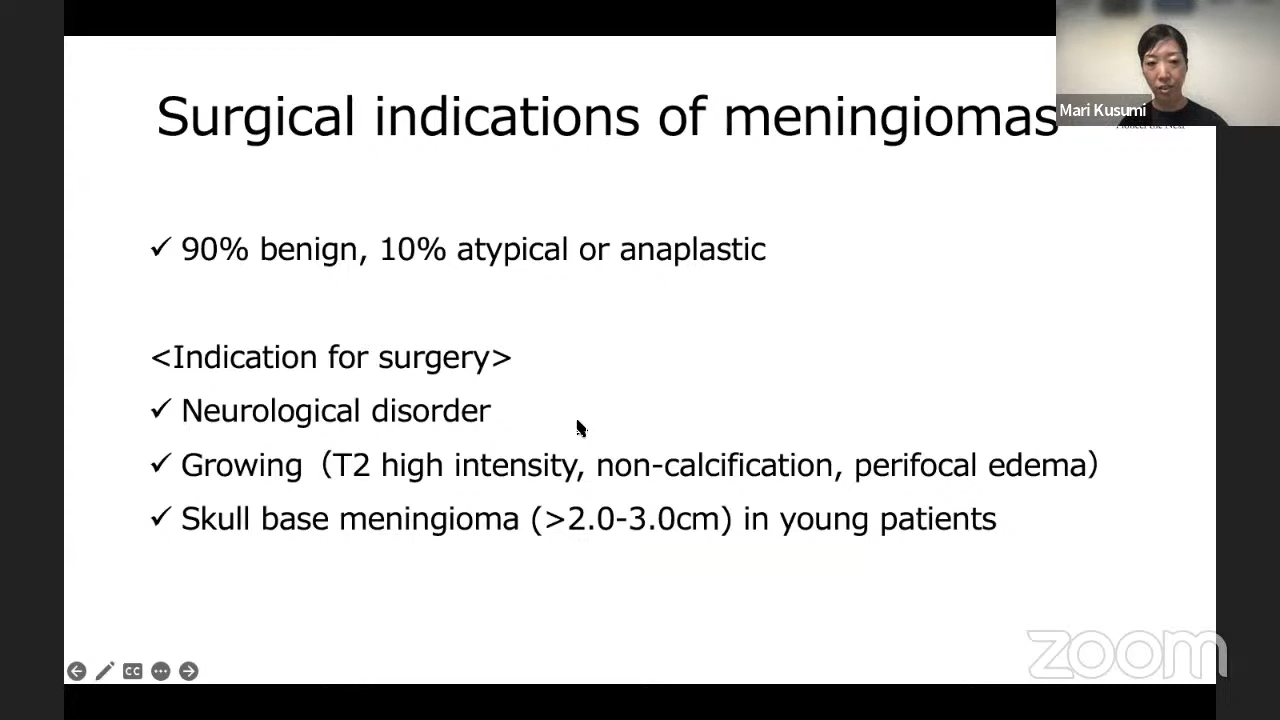 Surgical indications of meningiomas
Mari Kusumi
✓ 90% benign, 10% atypical or anaplastic
<Indication for surgery>
✓ Neurological disorder
✓ Growing（T2 high intensity, non-calcification, perifocal edema）
✓ Skull base meningioma (>2.0-3.0cm) in young patients
CC
zoom